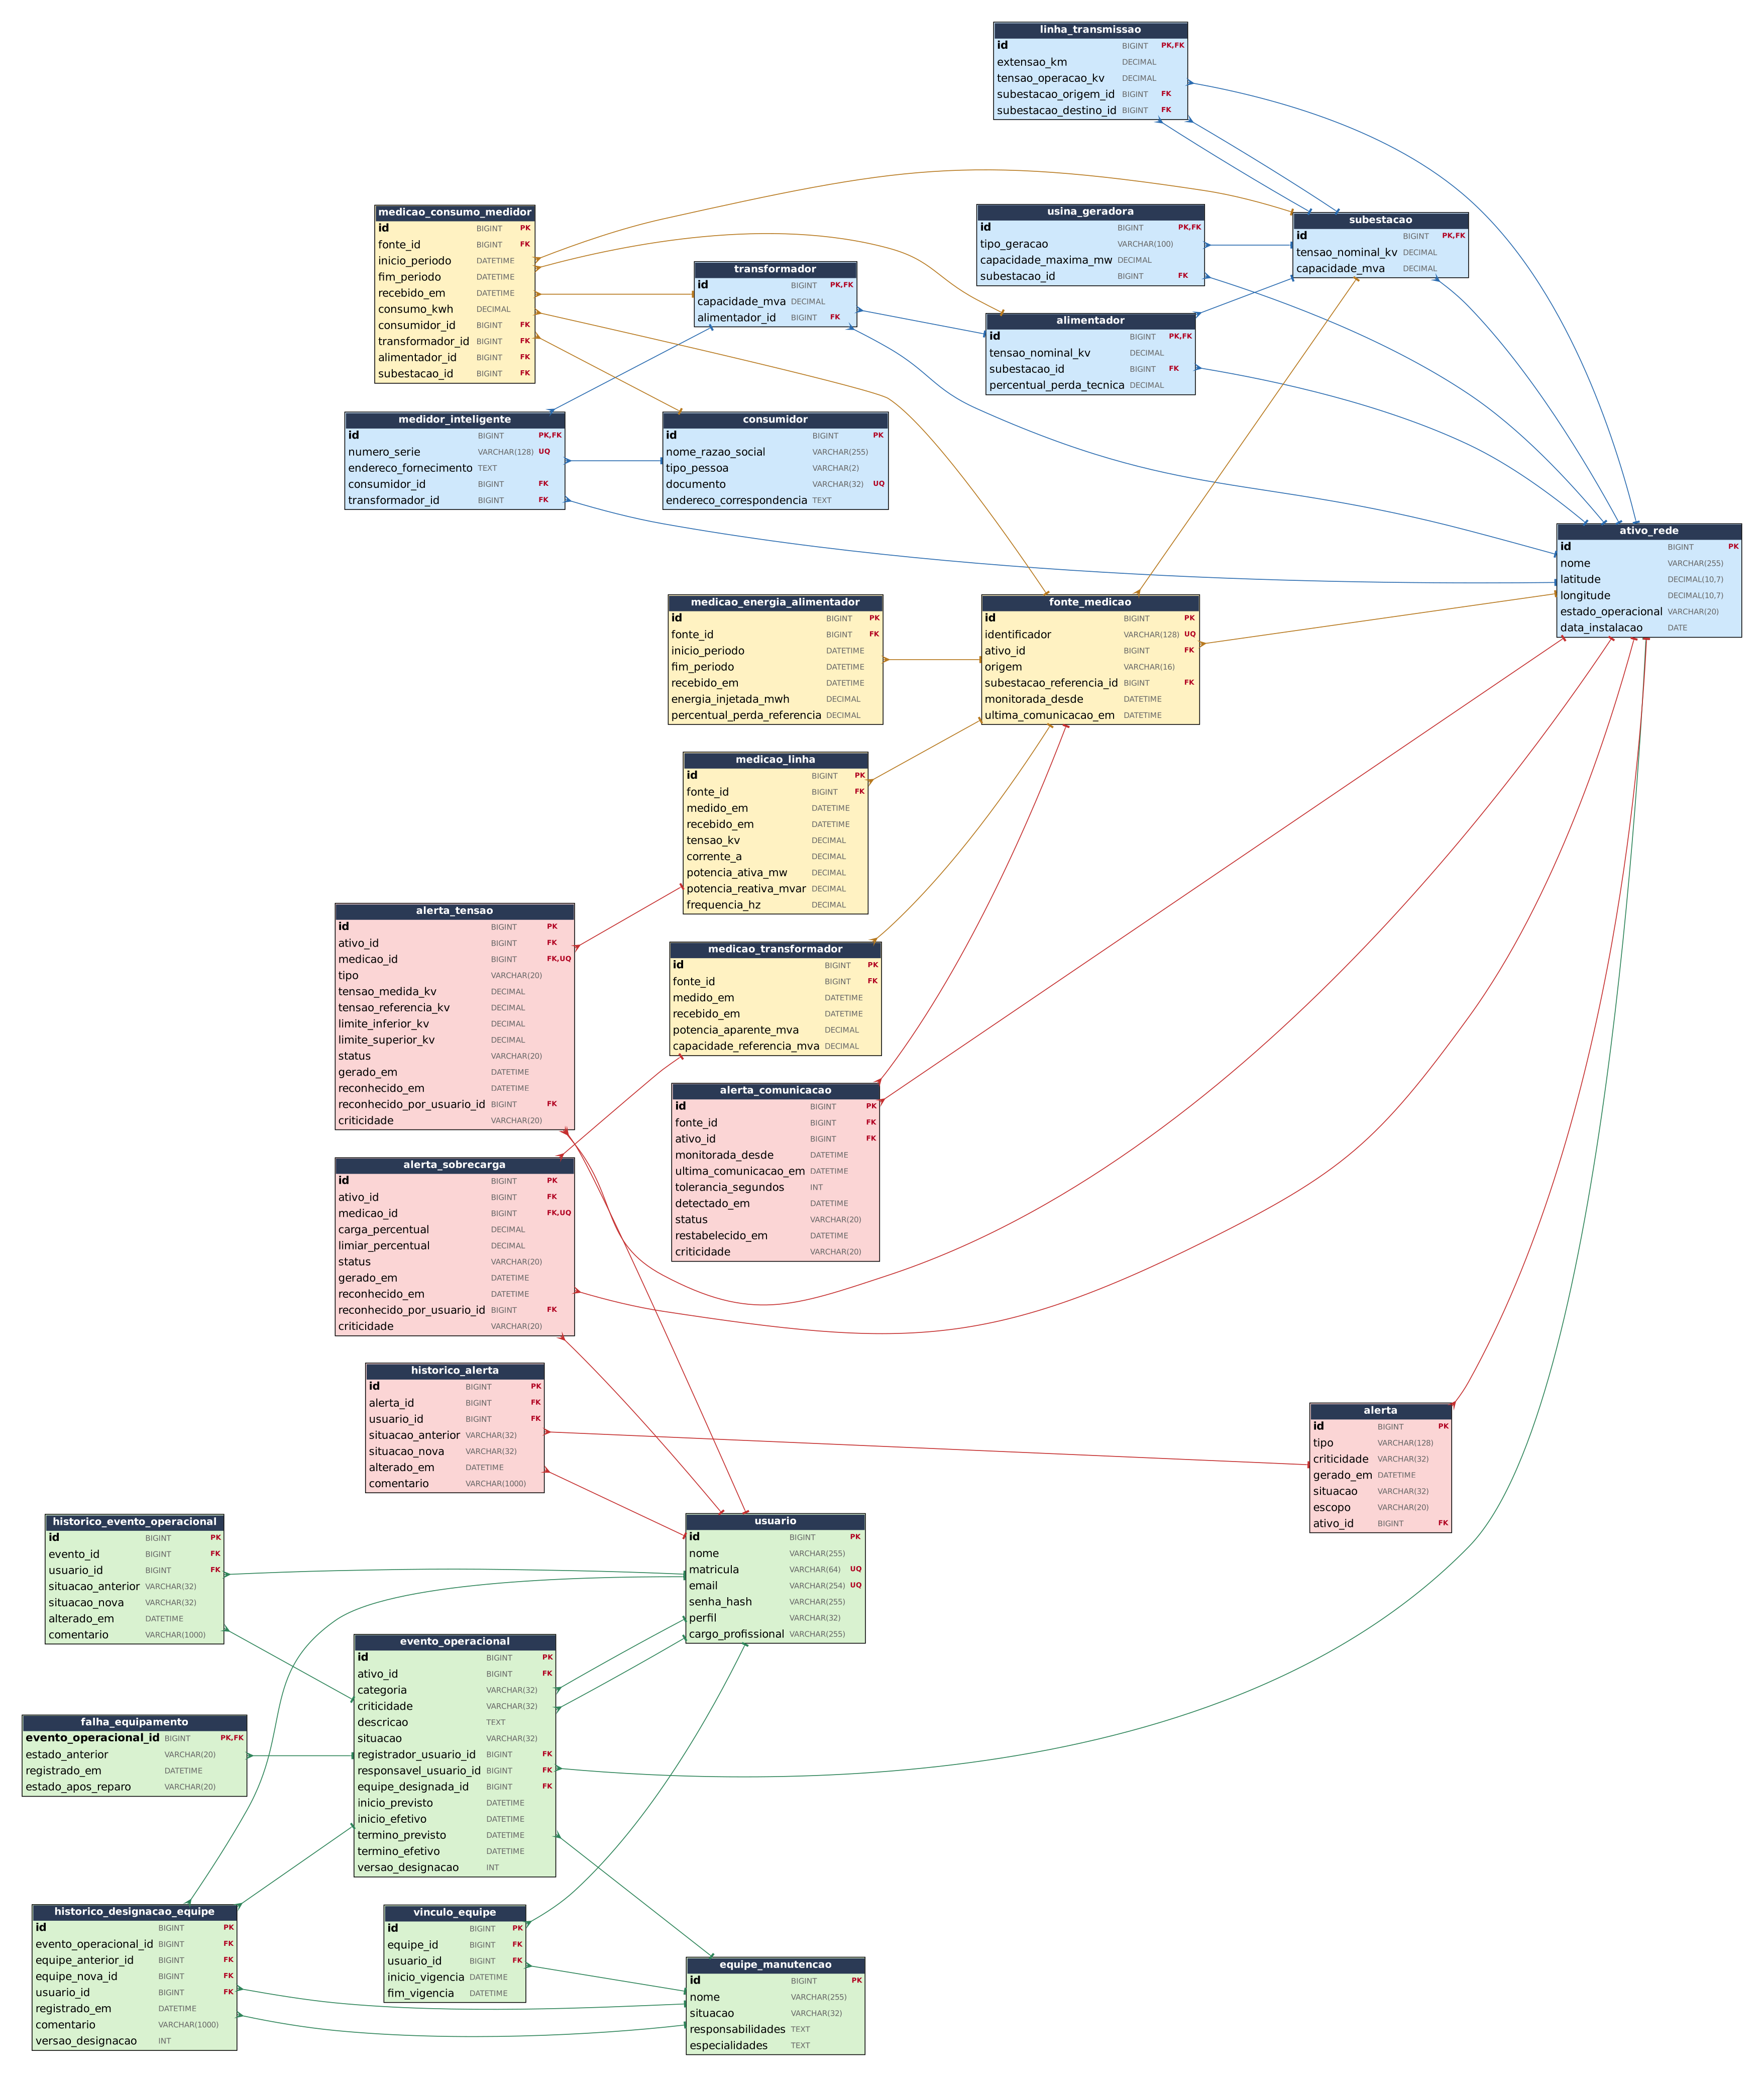 linha_transmissao
id BIGINT PK,FK
extensao_km DECIMAL
tensao_operacao_kv DECIMAL
subestacao_origem_id BIGINT FK
subestacao_destino_id BIGINT FK
medicao_consumo_medidor
id BIGINT PK
fonte_id BIGINT FK
inicio_periodo DATETIME
fim_periodo DATETIME
recebido_em DATETIME
consumo_kwh DECIMAL
consumidor_id BIGINT FK
transformador_id BIGINT FK
alimentador_id BIGINT FK
subestacao_id BIGINT FK
usina_geradora
id BIGINT PK,FK
tipo_geracao VARCHAR(100)
capacidade_maxima_mw DECIMAL
subestacao_id BIGINT FK
subestacao
id BIGINT PK,FK
tensao_nominal_kv DECIMAL
capacidade_mva DECIMAL
transformador
id BIGINT PK,FK
capacidade_mva DECIMAL
alimentador_id BIGINT FK
alimentador
id BIGINT PK,FK
tensao_nominal_kv DECIMAL
subestacao_id BIGINT FK
percentual_perda_tecnica DECIMAL
medidor_inteligente
id BIGINT PK,FK
numero_serie VARCHAR(128) UQ
endereco_fornecimento TEXT
consumidor_id BIGINT FK
transformador_id BIGINT FK
consumidor
id BIGINT PK
nome_razao_social VARCHAR(255)
tipo_pessoa VARCHAR(2)
documento VARCHAR(32) UQ
endereco_correspondencia TEXT
ativo_rede
id BIGINT PK
nome VARCHAR(255)
latitude DECIMAL(10,7)
longitude DECIMAL(10,7)
estado_operacional VARCHAR(20)
data_instalacao DATE
medicao_energia_alimentador
id BIGINT PK
fonte_id BIGINT FK
inicio_periodo DATETIME
fim_periodo DATETIME
recebido_em DATETIME
energia_injetada_mwh DECIMAL
percentual_perda_referencia DECIMAL
fonte_medicao
id BIGINT PK
identificador VARCHAR(128) UQ
ativo_id BIGINT FK
origem VARCHAR(16)
subestacao_referencia_id BIGINT FK
monitorada_desde DATETIME
ultima_comunicacao_em DATETIME
medicao_linha
id BIGINT PK
fonte_id BIGINT FK
medido_em DATETIME
recebido_em DATETIME
tensao_kv DECIMAL
corrente_a DECIMAL
potencia_ativa_mw DECIMAL
potencia_reativa_mvar DECIMAL
frequencia_hz DECIMAL
alerta_tensao
id BIGINT PK
ativo_id BIGINT FK
medicao_id BIGINT FK,UQ
tipo VARCHAR(20)
tensao_medida_kv DECIMAL
tensao_referencia_kv DECIMAL
limite_inferior_kv DECIMAL
limite_superior_kv DECIMAL
status VARCHAR(20)
gerado_em DATETIME
reconhecido_em DATETIME
reconhecido_por_usuario_id BIGINT FK
criticidade VARCHAR(20)
medicao_transformador
id BIGINT PK
fonte_id BIGINT FK
medido_em DATETIME
recebido_em DATETIME
potencia_aparente_mva DECIMAL
capacidade_referencia_mva DECIMAL
alerta_comunicacao
id BIGINT PK
fonte_id BIGINT FK
ativo_id BIGINT FK
monitorada_desde DATETIME
ultima_comunicacao_em DATETIME
tolerancia_segundos INT
detectado_em DATETIME
status VARCHAR(20)
restabelecido_em DATETIME
criticidade VARCHAR(20)
alerta_sobrecarga
id BIGINT PK
ativo_id BIGINT FK
medicao_id BIGINT FK,UQ
carga_percentual DECIMAL
limiar_percentual DECIMAL
status VARCHAR(20)
gerado_em DATETIME
reconhecido_em DATETIME
reconhecido_por_usuario_id BIGINT FK
criticidade VARCHAR(20)
historico_alerta
id BIGINT PK
alerta_id BIGINT FK
usuario_id BIGINT FK
situacao_anterior VARCHAR(32)
situacao_nova VARCHAR(32)
alterado_em DATETIME
comentario VARCHAR(1000)
alerta
id BIGINT PK
tipo VARCHAR(128)
criticidade VARCHAR(32)
gerado_em DATETIME
situacao VARCHAR(32)
escopo VARCHAR(20)
ativo_id BIGINT FK
historico_evento_operacional
id BIGINT PK
evento_id BIGINT FK
usuario_id BIGINT FK
situacao_anterior VARCHAR(32)
situacao_nova VARCHAR(32)
alterado_em DATETIME
comentario VARCHAR(1000)
usuario
id BIGINT PK
nome VARCHAR(255)
matricula VARCHAR(64) UQ
email VARCHAR(254) UQ
senha_hash VARCHAR(255)
perfil VARCHAR(32)
cargo_profissional VARCHAR(255)
evento_operacional
id BIGINT PK
ativo_id BIGINT FK
categoria VARCHAR(32)
criticidade VARCHAR(32)
descricao TEXT
situacao VARCHAR(32)
registrador_usuario_id BIGINT FK
responsavel_usuario_id BIGINT FK
equipe_designada_id BIGINT FK
inicio_previsto DATETIME
inicio_efetivo DATETIME
termino_previsto DATETIME
termino_efetivo DATETIME
versao_designacao INT
falha_equipamento
evento_operacional_id BIGINT PK,FK
estado_anterior VARCHAR(20)
registrado_em DATETIME
estado_apos_reparo VARCHAR(20)
historico_designacao_equipe
id BIGINT PK
evento_operacional_id BIGINT FK
equipe_anterior_id BIGINT FK
equipe_nova_id BIGINT FK
usuario_id BIGINT FK
registrado_em DATETIME
comentario VARCHAR(1000)
versao_designacao INT
vinculo_equipe
id BIGINT PK
equipe_id BIGINT FK
usuario_id BIGINT FK
inicio_vigencia DATETIME
fim_vigencia DATETIME
equipe_manutencao
id BIGINT PK
nome VARCHAR(255)
situacao VARCHAR(32)
responsabilidades TEXT
especialidades TEXT